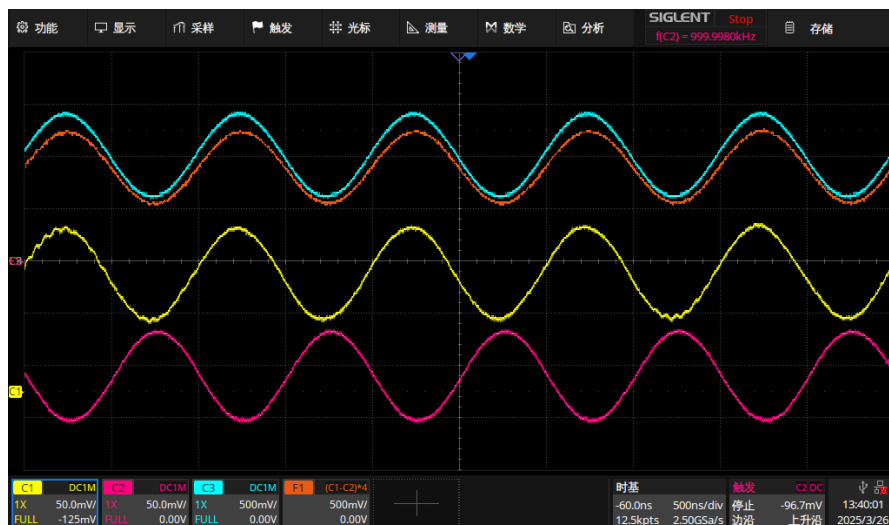 功能 显示 采样 触发 光标 测量 数学 分析 SIGLENT Stop 存储
f(C2) = 999.9980kHz
C1
C1 DC1M C2 DC1M C3 DC1M F1 (C1-C2)*4 时基 触发 C2 DC
1X 50.0mV/ 1X 50.0mV/ 1X 500mV/ 500mV/ -60.0ns 500ns/div 停止 -96.7mV 13:40:01
FULL -125mV FULL 0.00V FULL 0.00V 0.00V 12.5kpts 2.50GSa/s 边沿 上升沿 2025/3/26